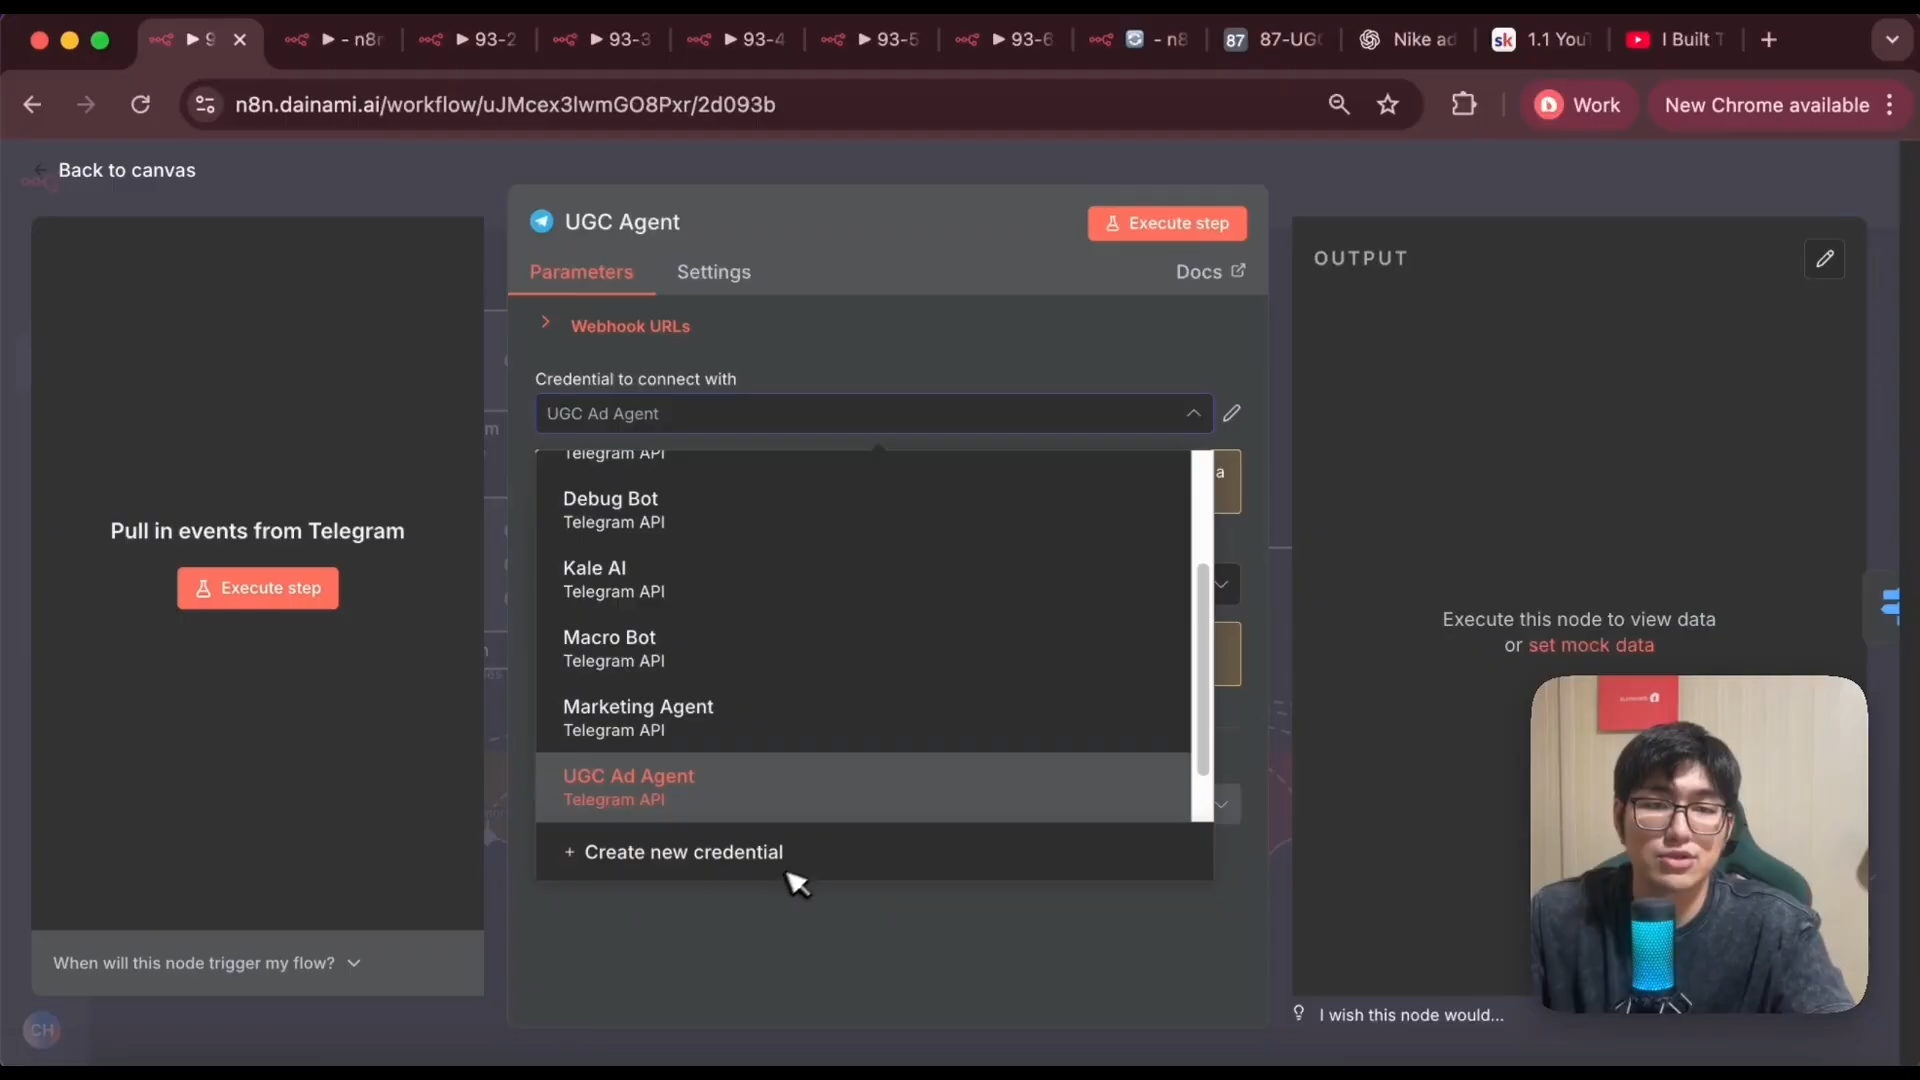 9
- n8n
93-2
93-3
93-4
93-5
93-6
- n8
87
87-UG
Nike ad
sk
1.1 You
I Built
n8n.dainami.ai/workflow/uJMcex3lwmGO8Pxr/2d093b
Work
New Chrome available
Back to canvas
UGC Agent
Execute step
Parameters
Settings
Docs
OUTPUT
Webhook URLs
Credential to connect with
UGC Ad Agent
Telegram API
a
Debug Bot
Telegram API
Kale AI
Telegram API
Macro Bot
Telegram API
Marketing Agent
Telegram API
UGC Ad Agent
Telegram API
+ Create new credential
Pull in events from Telegram
Execute step
When will this node trigger my flow?
Execute this node to view data
or set mock data
I wish this node would...
CH